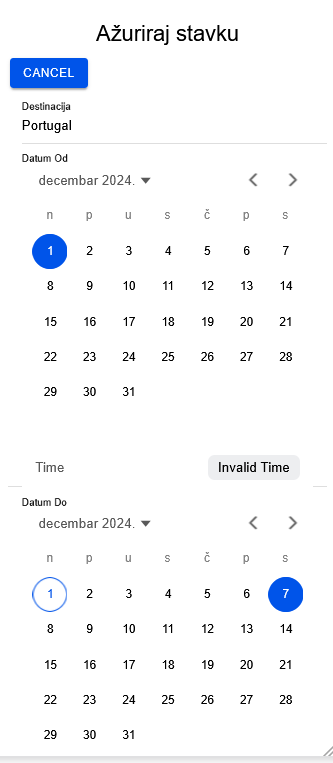 Ažuriraj stavku
CANCEL
Destinacija
Portugal
Datum Od
decembar 2024.
n p u s č p s
1 2 3 4 5 6 7
8 9 10 11 12 13 14
15 16 17 18 19 20 21
22 23 24 25 26 27 28
29 30 31
Time Invalid Time
Datum Do
decembar 2024.
n p u s č p s
1 2 3 4 5 6 7
8 9 10 11 12 13 14
15 16 17 18 19 20 21
22 23 24 25 26 27 28
29 30 31